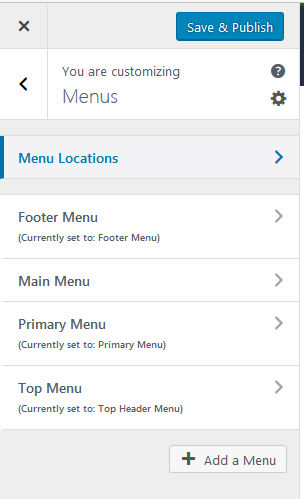 Save & Publish
You are customizing
Menus
Menu Locations
Footer Menu
(Currently set to: Footer Menu)
Main Menu
Primary Menu
(Currently set to: Primary Menu)
Top Menu
(Currently set to: Top Header Menu)
Add a Menu